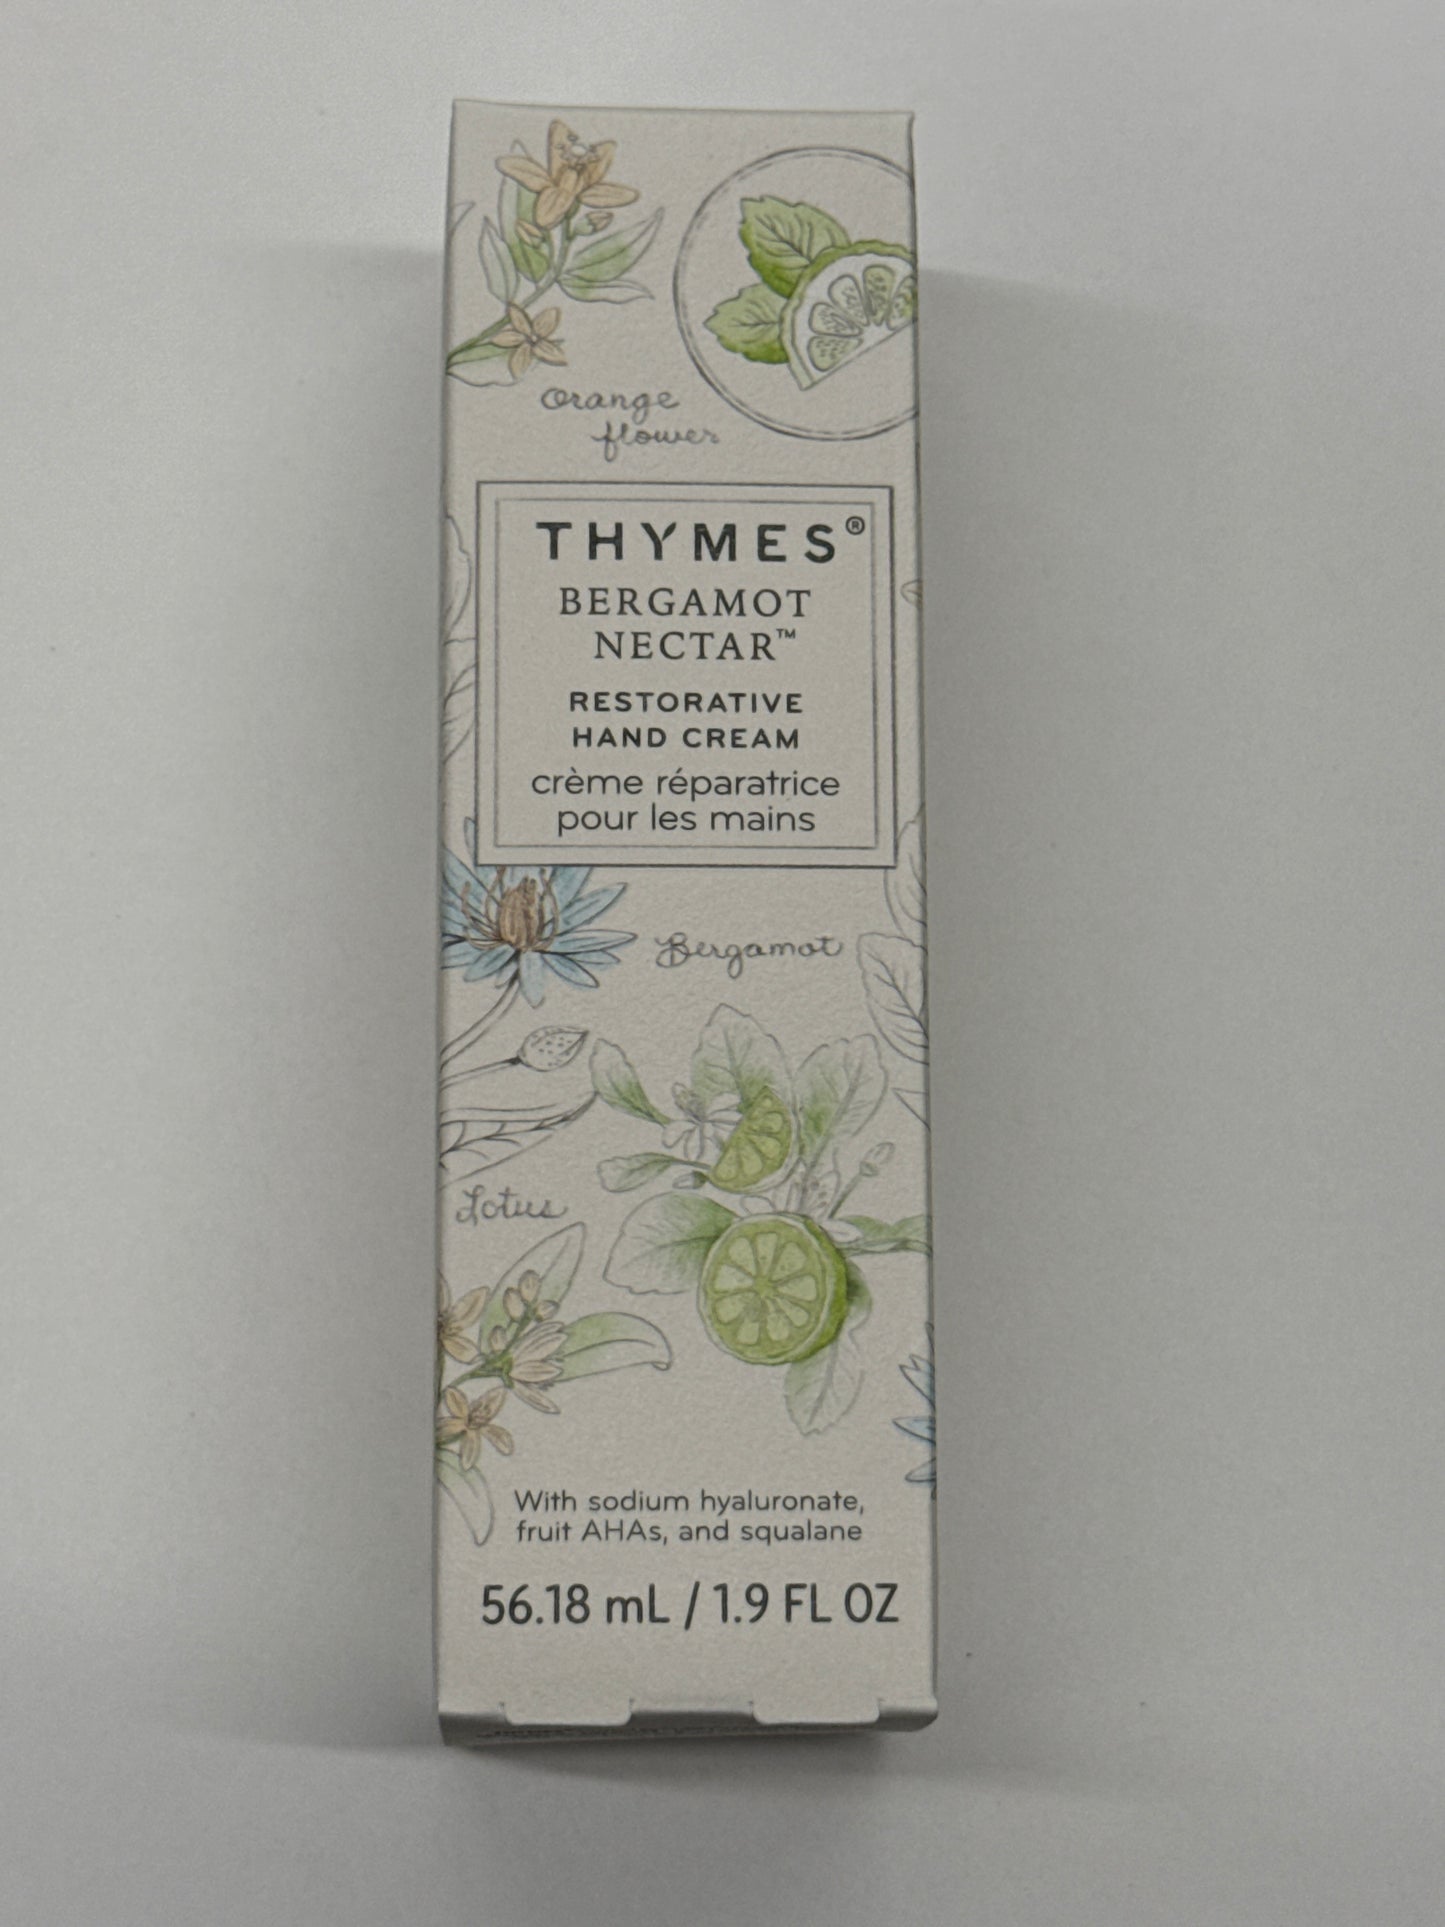 Orange
flower
THYMES®
BERGAMOT
NECTAR™
RESTORATIVE
HAND CREAM
crème réparatrice
pour les mains
Bergamot
Lotus
With sodium hyaluronate,
fruit AHAs, and squalane
56.18 mL / 1.9 FL OZ